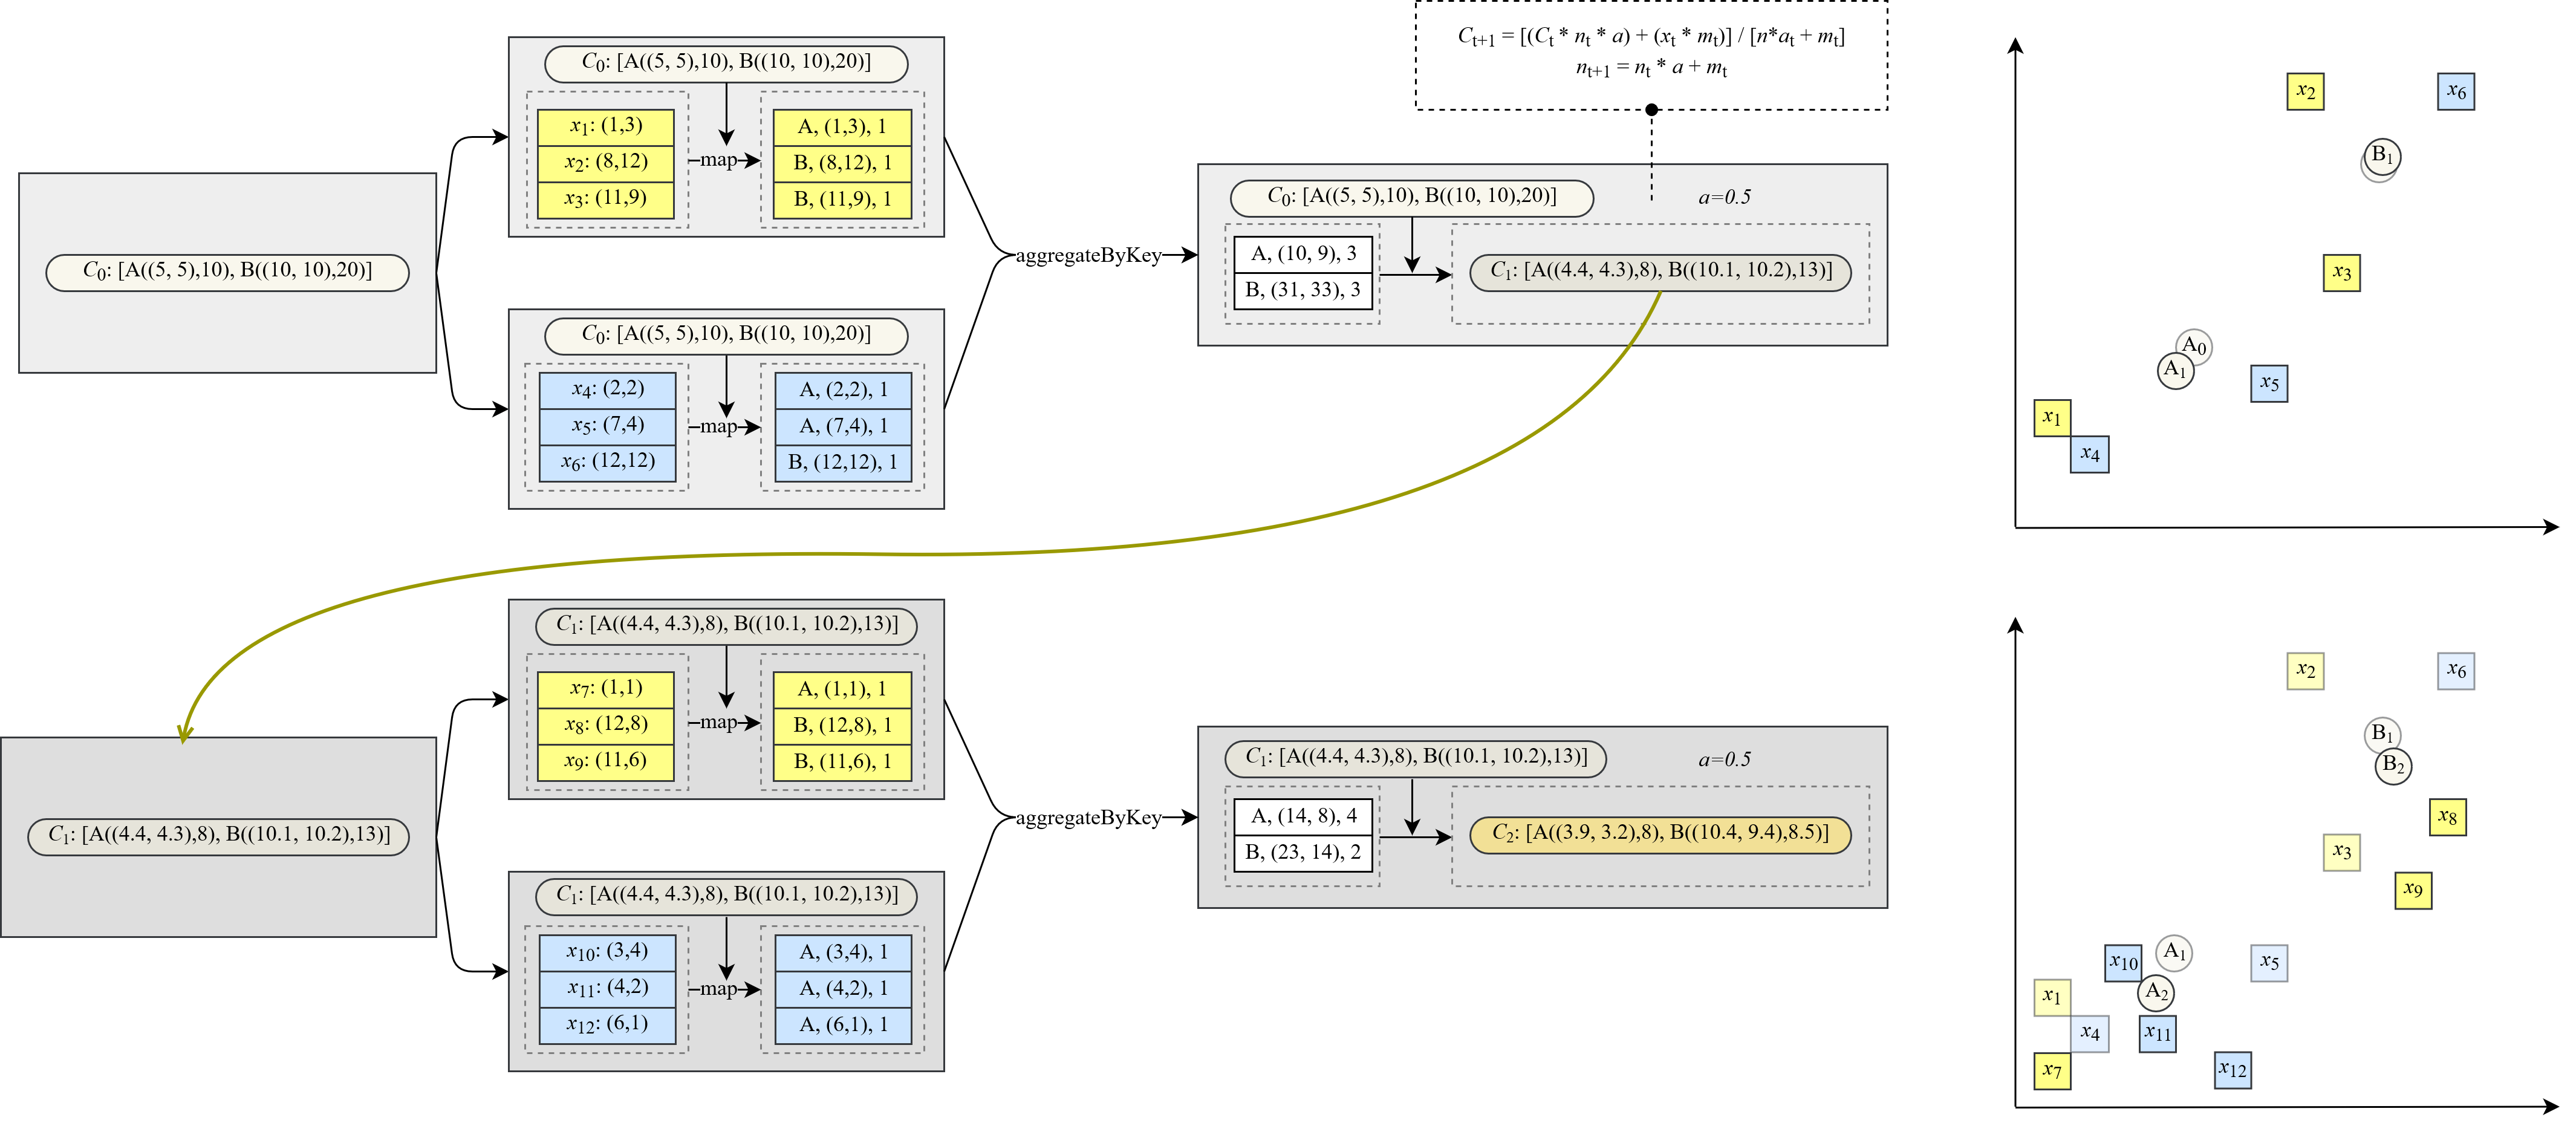 C₀: [A((5, 5),10), B((10, 10),20)]
C₀: [A((5, 5),10), B((10, 10),20)]
x₁: (1,3)
x₂: (8,12)
x₃: (11,9)
map
A, (1,3), 1
B, (8,12), 1
B, (11,9), 1
C₀: [A((5, 5),10), B((10, 10),20)]
x₄: (2,2)
x₅: (7,4)
x₆: (12,12)
map
A, (2,2), 1
A, (7,4), 1
B, (12,12), 1
aggregateByKey
Cₜ₊₁ = [(Cₜ * nₜ * a) + (xₜ * mₜ)] / [n*aₜ + mₜ]
nₜ₊₁ = nₜ * a + mₜ
C₀: [A((5, 5),10), B((10, 10),20)]
a=0.5
A, (10, 9), 3
B, (31, 33), 3
C₁: [A((4.4, 4.3),8), B((10.1, 10.2),13)]
x₂
x₆
B₁
x₃
A₀
A₁
x₅
x₁
x₄
C₁: [A((4.4, 4.3),8), B((10.1, 10.2),13)]
C₁: [A((4.4, 4.3),8), B((10.1, 10.2),13)]
x₇: (1,1)
x₈: (12,8)
x₉: (11,6)
map
A, (1,1), 1
B, (12,8), 1
B, (11,6), 1
C₁: [A((4.4, 4.3),8), B((10.1, 10.2),13)]
x₁₀: (3,4)
x₁₁: (4,2)
x₁₂: (6,1)
map
A, (3,4), 1
A, (4,2), 1
A, (6,1), 1
aggregateByKey
C₁: [A((4.4, 4.3),8), B((10.1, 10.2),13)]
a=0.5
A, (14, 8), 4
B, (23, 14), 2
C₂: [A((3.9, 3.2),8), B((10.4, 9.4),8.5)]
x₂
x₆
B₁
B₂
x₈
x₃
x₉
x₁₀
A₁
x₅
A₂
x₁
x₄
x₁₁
x₇
x₁₂